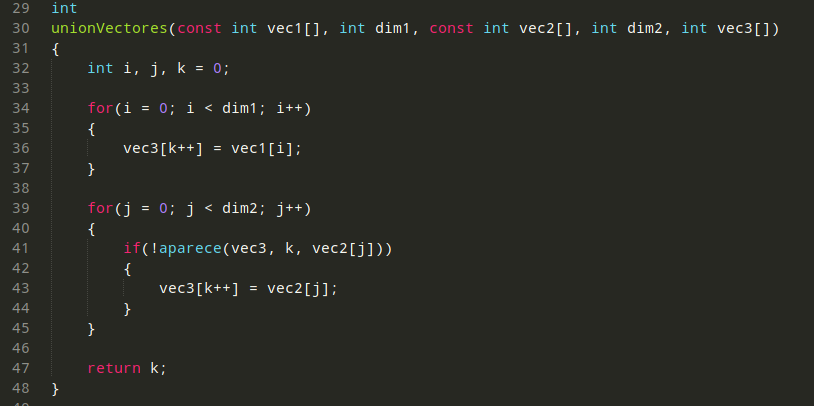 29 int
30 unionVectores(const int vec1[], int dim1, const int vec2[], int dim2, int vec3[])
31 {
32     int i, j, k = 0;
33
34     for(i = 0; i < dim1; i++)
35     {
36         vec3[k++] = vec1[i];
37     }
38
39     for(j = 0; j < dim2; j++)
40     {
41         if(!aparece(vec3, k, vec2[j]))
42         {
43             vec3[k++] = vec2[j];
44         }
45     }
46
47     return k;
48 }